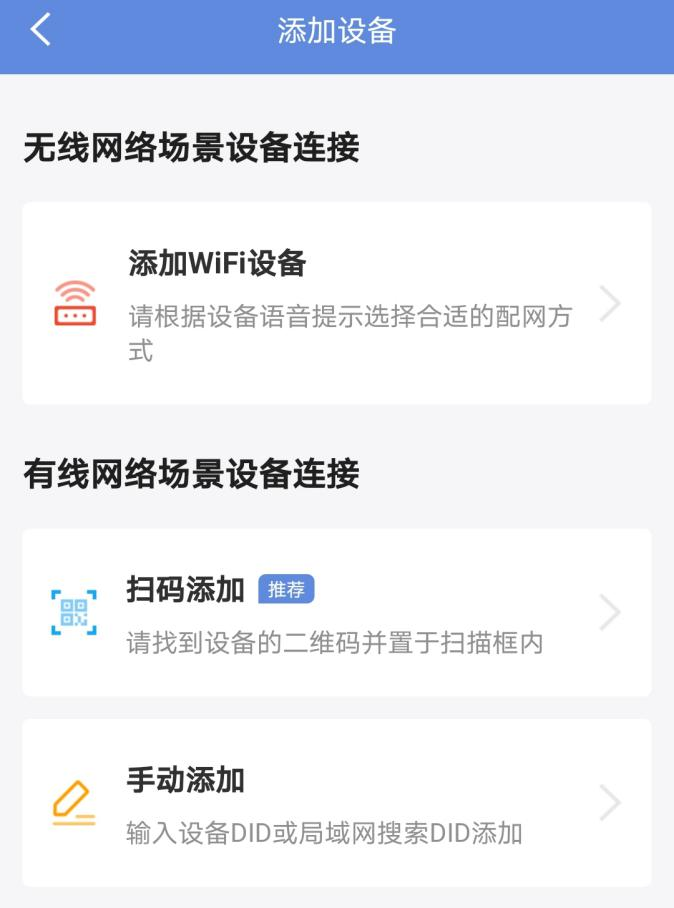 添加设备
无线网络场景设备连接
添加WiFi设备
请根据设备语音提示选择合适的配网方
式
有线网络场景设备连接
扫码添加 推荐
请找到设备的二维码并置于扫描框内
手动添加
输入设备DID或局域网搜索DID添加